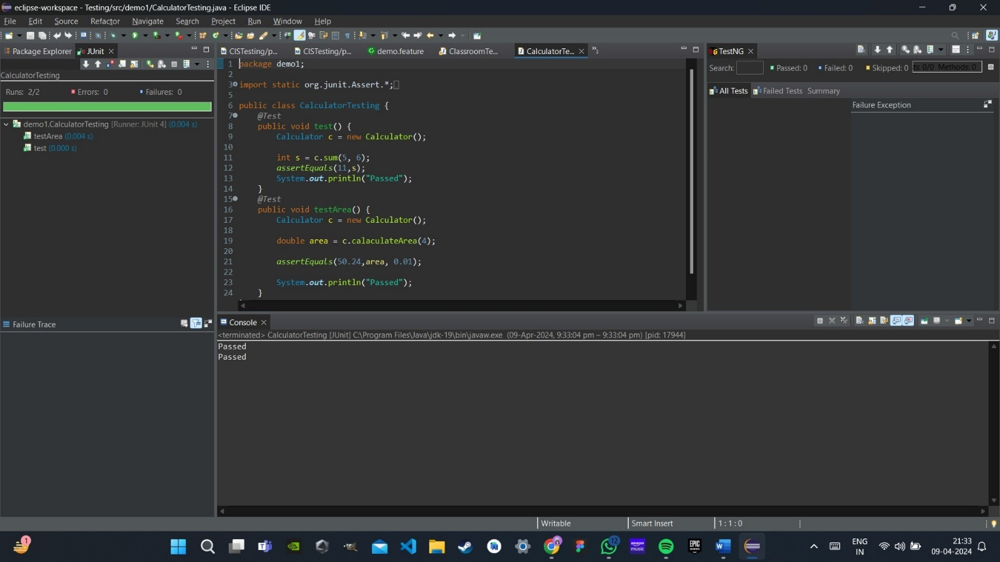 eclipse-workspace - Testing/src/demo1/CalculatorTesting.java - Eclipse IDE
File Edit Source Refactor Navigate Search Project Run Window Help
Package Explorer JUnit
CalculatorTesting
Runs: 2/2 Errors: 0 Failures: 0
demo1.CalculatorTesting [Runner: JUnit 4] (0.004 s)
testArea (0.004 s)
test (0.000 s)
Failure Trace
CISTesting/p... CISTesting/p... demo.feature ClassroomTe... CalculatorTe... »3
1 package demo1;
2
3 import static org.junit.Assert.*;
5
6 public class CalculatorTesting {
7 @Test
8 public void test() {
9 Calculator c = new Calculator();
10
11 int s = c.sum(5, 6);
12 assertEquals(11,s);
13 System.out.println("Passed");
14 }
15 @Test
16 public void testArea() {
17 Calculator c = new Calculator();
18
19 double area = c.calaculateArea(4);
20
21 assertEquals(50.24,area, 0.01);
22
23 System.out.println("Passed");
24 }
TestNG
Search: Passed: 0 Failed: 0 Skipped: 0 ts: 0/0 Methods: 0
All Tests Failed Tests Summary
Failure Exception
Console
<terminated> CalculatorTesting [JUnit] C:\Program Files\Java\jdk-19\bin\javaw.exe (09-Apr-2024, 9:33:04 pm – 9:33:04 pm) [pid: 17944]
Passed
Passed
Writable Smart Insert 1 : 1 : 0
1
12
amazon music
EPIC GAMES
ENG
IN
21:33
09-04-2024